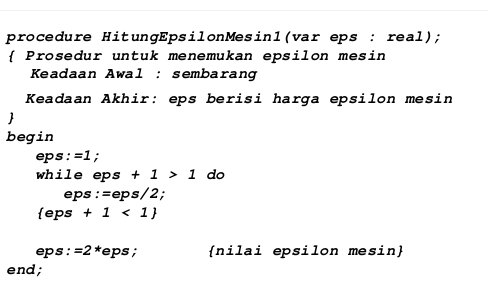 procedure HitungEpsilonMesin1(var eps : real);
{ Prosedur untuk menemukan epsilon mesin
Keadaan Awal : sembarang
Keadaan Akhir: eps berisi harga epsilon mesin
}
begin
eps:=1;
while eps + 1 > 1 do
eps:=eps/2;
{eps + 1 < 1}
eps:=2*eps; {nilai epsilon mesin}
end;